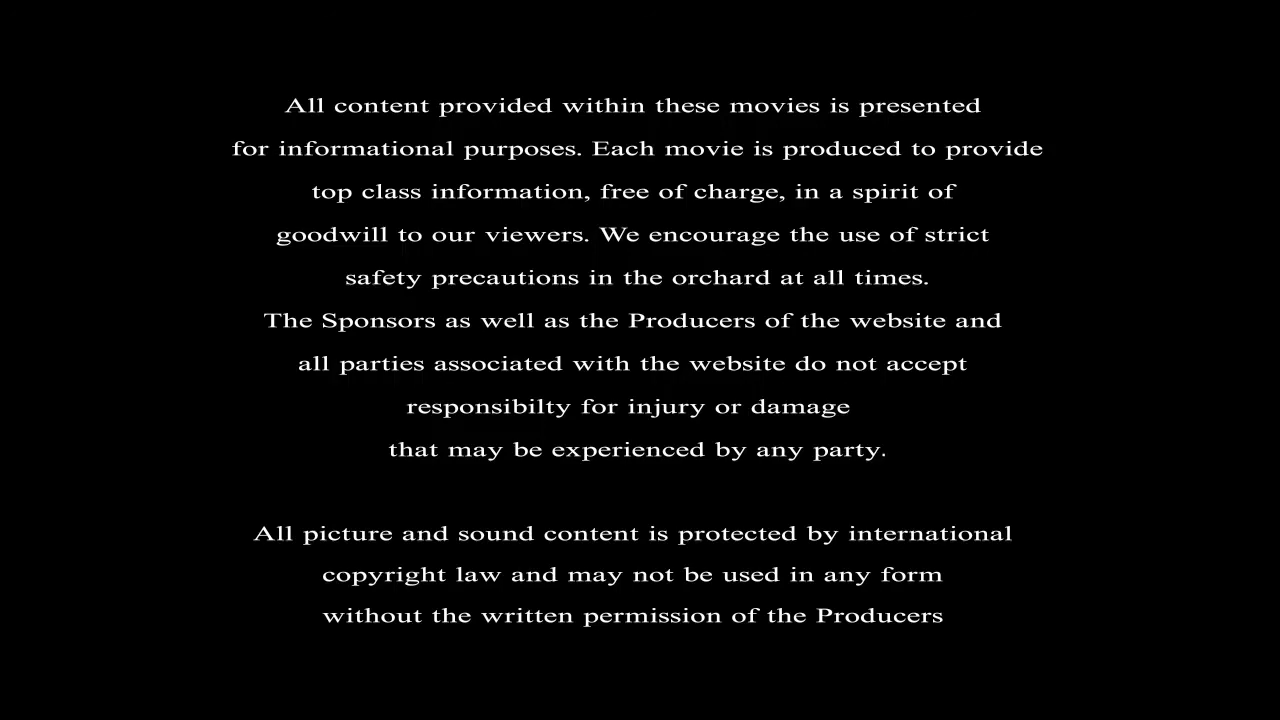 All content provided within these movies is presented
for informational purposes. Each movie is produced to provide
top class information, free of charge, in a spirit of
goodwill to our viewers. We encourage the use of strict
safety precautions in the orchard at all times.
The Sponsors as well as the Producers of the website and
all parties associated with the website do not accept
responsibilty for injury or damage
that may be experienced by any party.
All picture and sound content is protected by international
copyright law and may not be used in any form
without the written permission of the Producers